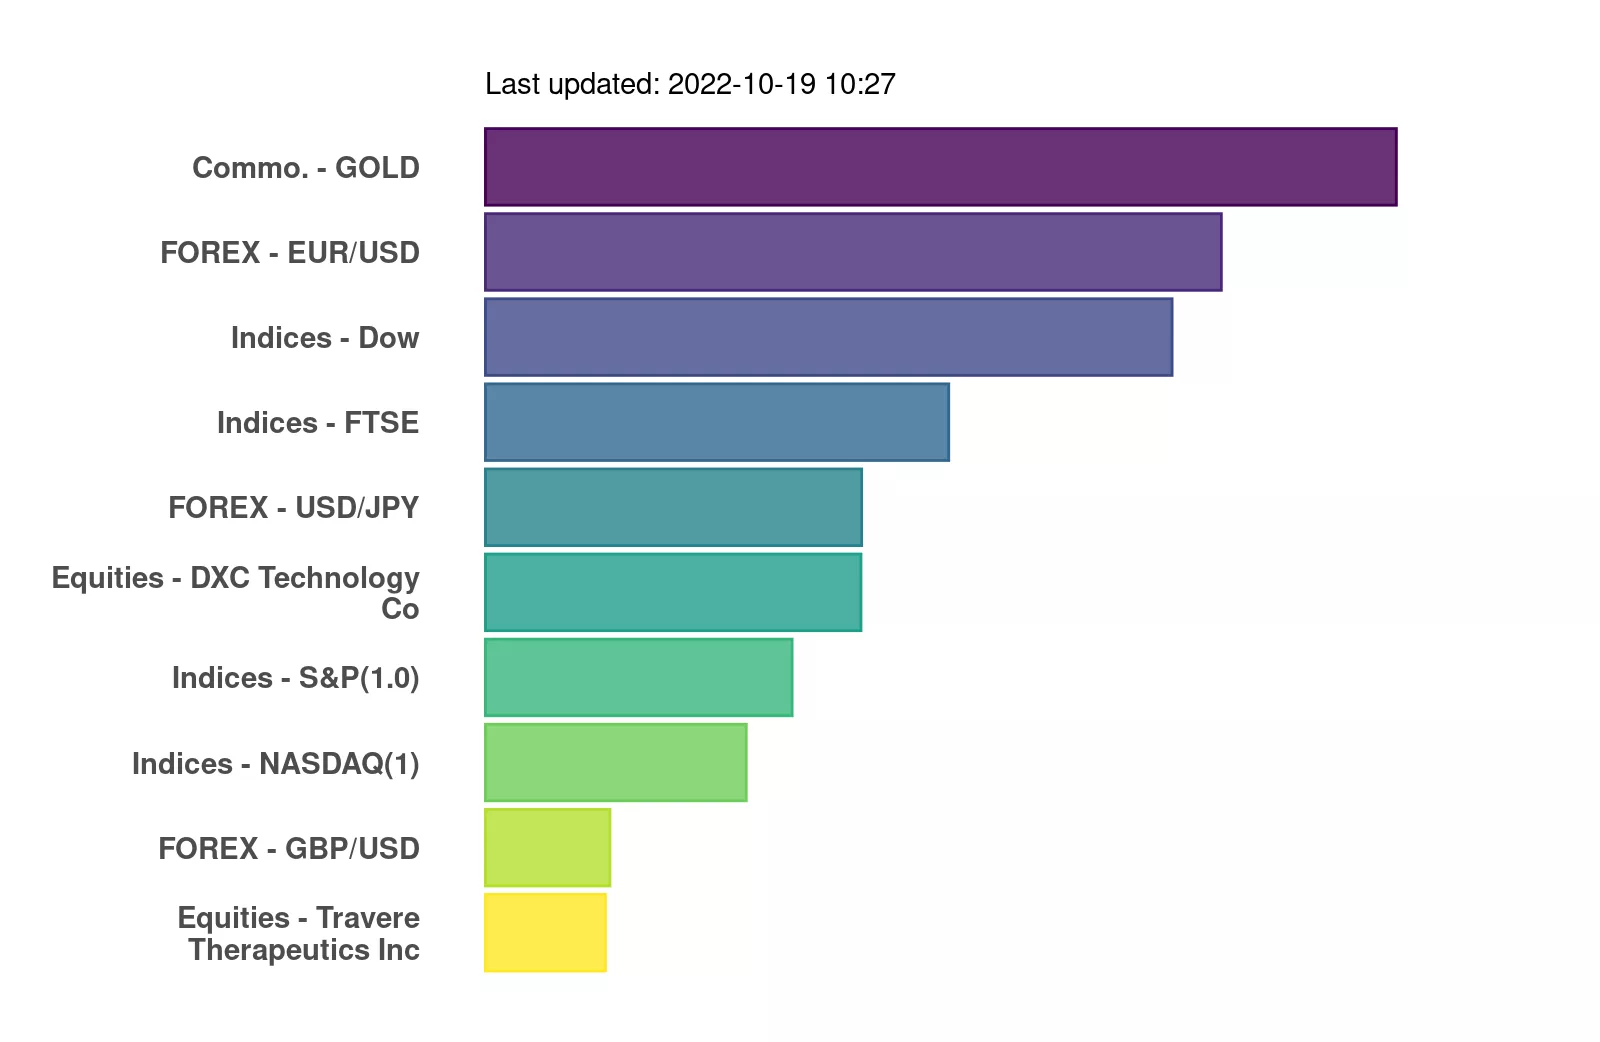 Last updated: 2022-10-19 10:27
Commo. - GOLD
FOREX - EUR/USD
Indices - Dow
Indices - FTSE
FOREX - USD/JPY
Equities - DXC Technology
Co
Indices - S&P(1.0)
Indices - NASDAQ(1)
FOREX - GBP/USD
Equities - Travere
Therapeutics Inc